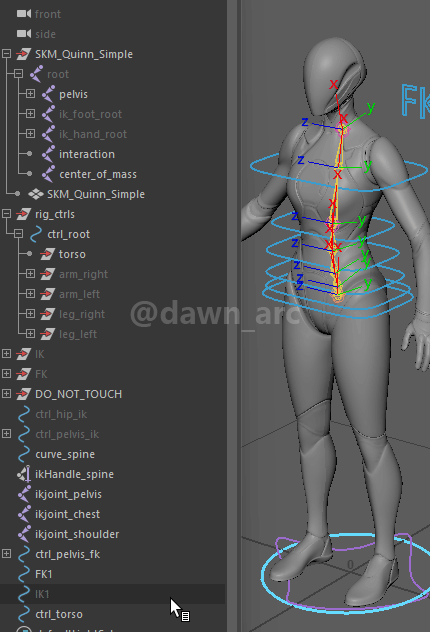 front
side
SKM_Quinn_Simple
root
pelvis
ik_foot_root
ik_hand_root
interaction
center_of_mass
SKM_Quinn_Simple
rig_ctrls
ctrl_root
torso
arm_right
arm_left
leg_right
leg_left
IK
FK
DO_NOT_TOUCH
ctrl_hip_ik
ctrl_pelvis_ik
curve_spine
ikHandle_spine
ikjoint_pelvis
ikjoint_chest
ikjoint_shoulder
ctrl_pelvis_fk
FK1
IK1
ctrl_torso
@dawn_arc
FK
x
y
z
x
z
y
x
x
z
y
x
z
y
z
y
z
z
y
0